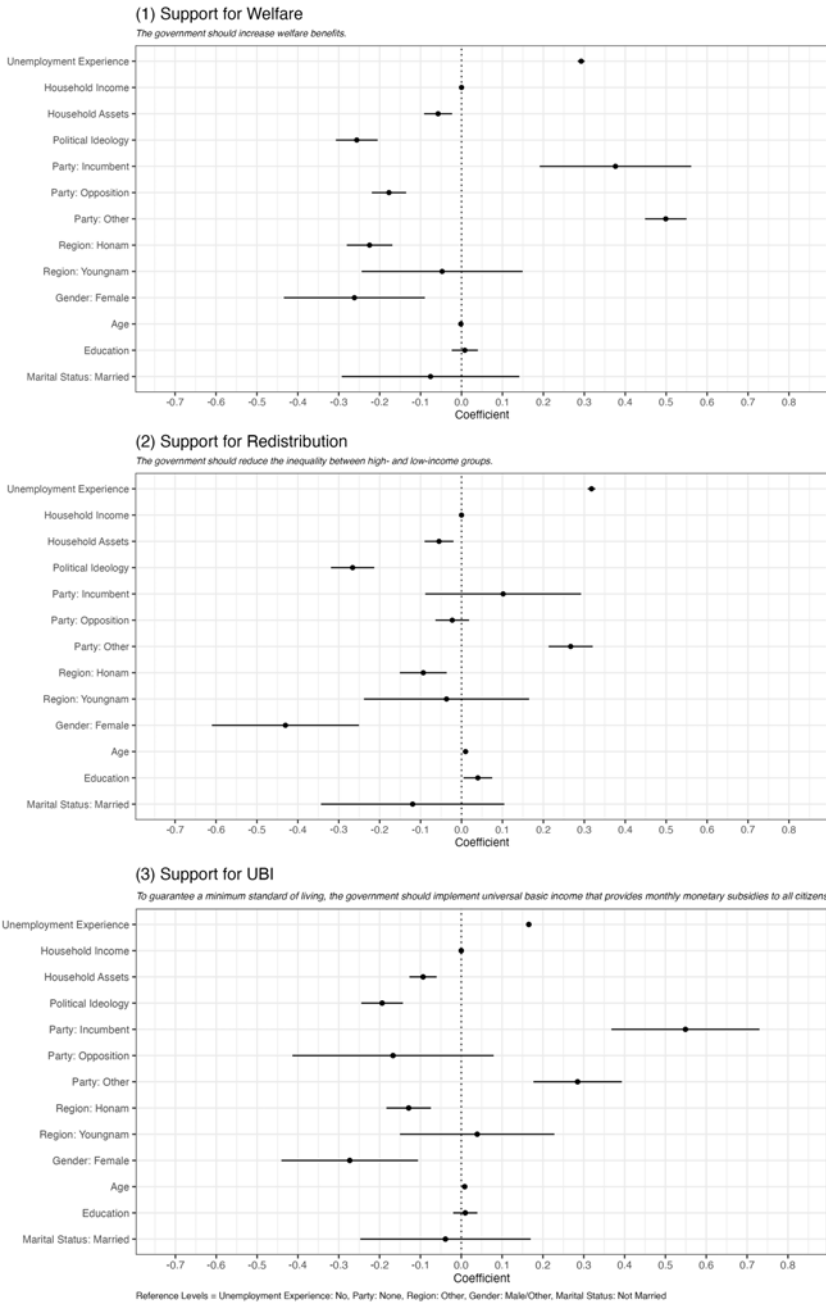 (1) Support for Welfare
The government should increase welfare benefits.
Unemployment Experience
Household Income
Household Assets
Political Ideology
Party: Incumbent
Party: Opposition
Party: Other
Region: Honam
Region: Youngnam
Gender: Female
Age
Education
Marital Status: Married
-0.7 -0.6 -0.5 -0.4 -0.3 -0.2 -0.1 0.0 0.1 0.2 0.3 0.4 0.5 0.6 0.7 0.8
Coefficient
(2) Support for Redistribution
The government should reduce the inequality between high- and low-income groups.
Unemployment Experience
Household Income
Household Assets
Political Ideology
Party: Incumbent
Party: Opposition
Party: Other
Region: Honam
Region: Youngnam
Gender: Female
Age
Education
Marital Status: Married
-0.7 -0.6 -0.5 -0.4 -0.3 -0.2 -0.1 0.0 0.1 0.2 0.3 0.4 0.5 0.6 0.7 0.8
Coefficient
(3) Support for UBI
To guarantee a minimum standard of living, the government should implement universal basic income that provides monthly monetary subsidies to all citizens
Unemployment Experience
Household Income
Household Assets
Political Ideology
Party: Incumbent
Party: Opposition
Party: Other
Region: Honam
Region: Youngnam
Gender: Female
Age
Education
Marital Status: Married
-0.7 -0.6 -0.5 -0.4 -0.3 -0.2 -0.1 0.0 0.1 0.2 0.3 0.4 0.5 0.6 0.7 0.8
Coefficient
Reference Levels = Unemployment Experience: No, Party: None, Region: Other, Gender: Male/Other, Marital Status: Not Married